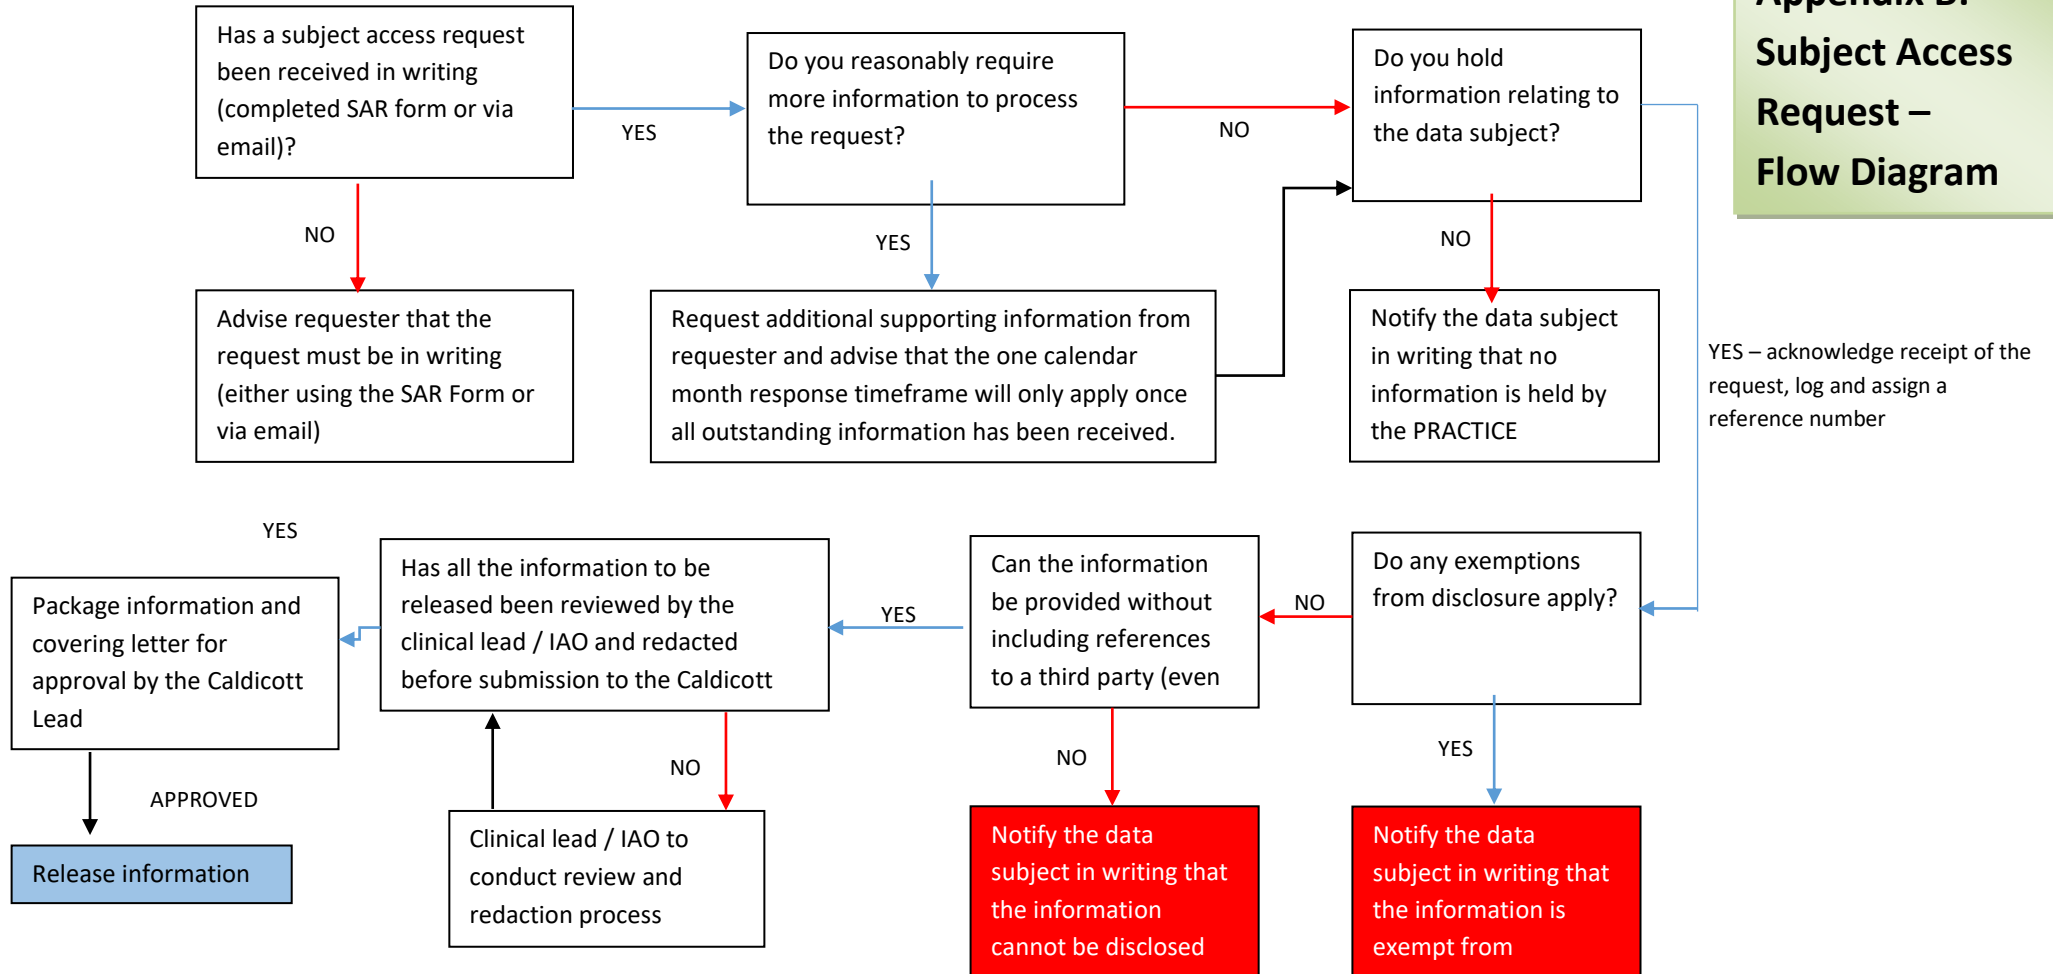 Appendix B:
Subject Access
Request –
Flow Diagram
Has a subject access request
been received in writing
(completed SAR form or via
email)?
YES
Do you reasonably require
more information to process
the request?
NO
Do you hold
information relating to
the data subject?
NO
YES
NO
Advise requester that the
request must be in writing
(either using the SAR Form or
via email)
Request additional supporting information from
requester and advise that the one calendar
month response timeframe will only apply once
all outstanding information has been received.
Notify the data subject
in writing that no
information is held by
the PRACTICE
YES – acknowledge receipt of the
request, log and assign a
reference number
Do any exemptions
from disclosure apply?
NO
Can the information
be provided without
including references
to a third party (even
YES
Has all the information to be
released been reviewed by the
clinical lead / IAO and redacted
before submission to the Caldicott
YES
Package information and
covering letter for
approval by the Caldicott
Lead
APPROVED
Release information
NO
Clinical lead / IAO to
conduct review and
redaction process
NO
Notify the data
subject in writing that
the information
cannot be disclosed
YES
Notify the data
subject in writing that
the information is
exempt from